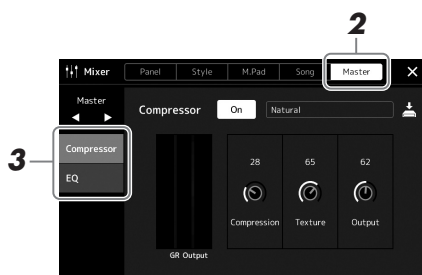 2
Mixer Panel Style M.Pad Song Master ×
Master
Compressor On Natural
3
Compressor
EQ
28 65 62
Compression Texture Output
GR Output